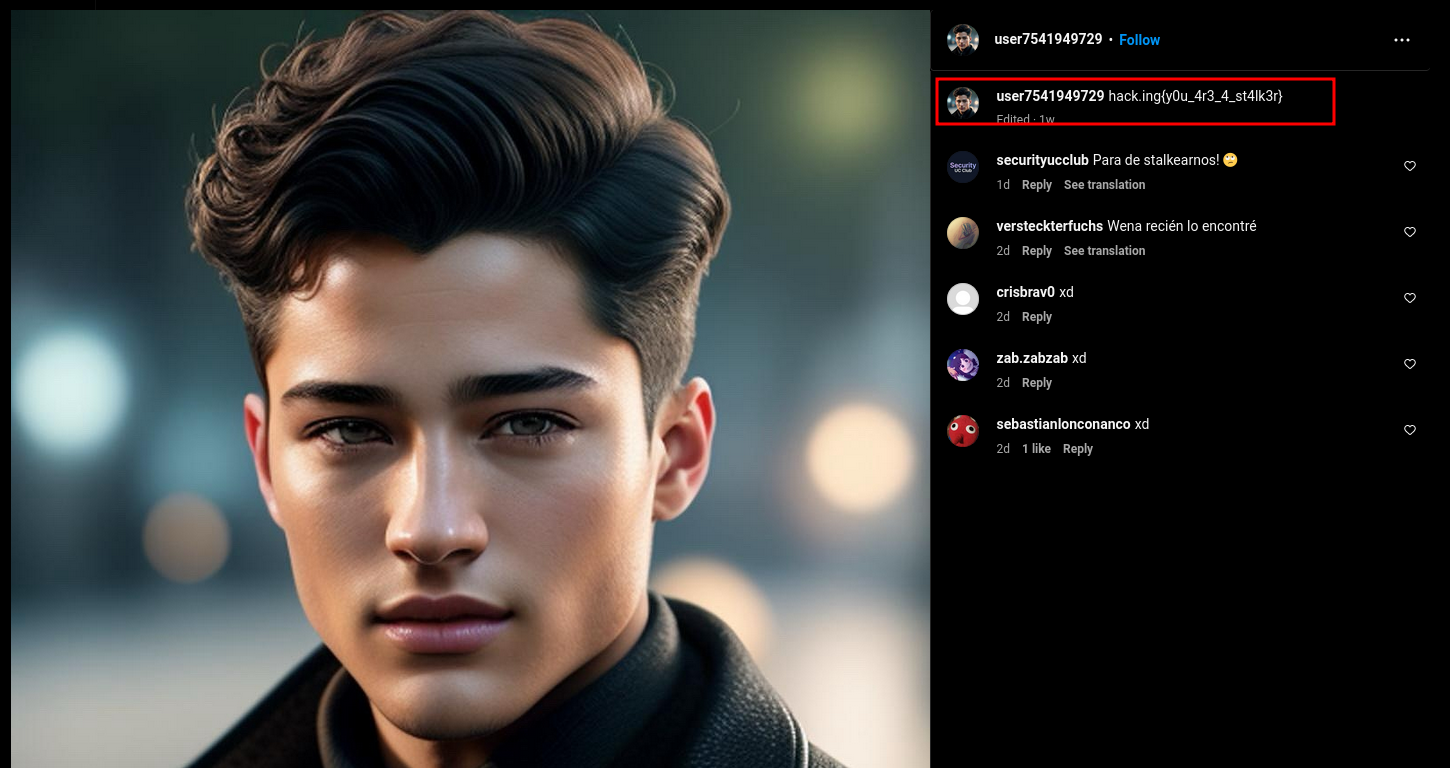 user7541949729 • Follow
user7541949729 hack.ing{y0u_4r3_4_st4lk3r}
Edited · 1w
Security
UC Club
securityucclub Para de stalkearnos! 🙄
1d Reply See translation
versteckterfuchs Wena recién lo encontré
2d Reply See translation
crisbrav0 xd
2d Reply
zab.zabzab xd
2d Reply
sebastianlonconanco xd
2d 1 like Reply